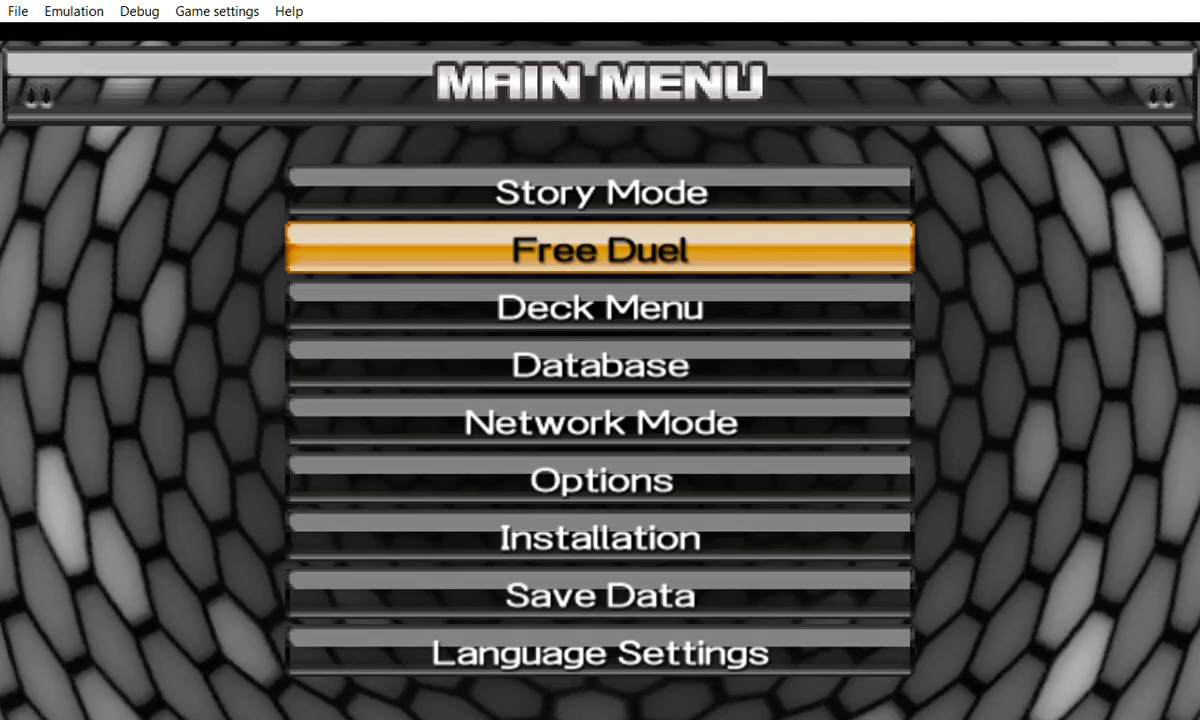 File Emulation Debug Game settings Help
MAIN MENU
Story Mode
Free Duel
Deck Menu
Database
Network Mode
Options
Installation
Save Data
Language Settings